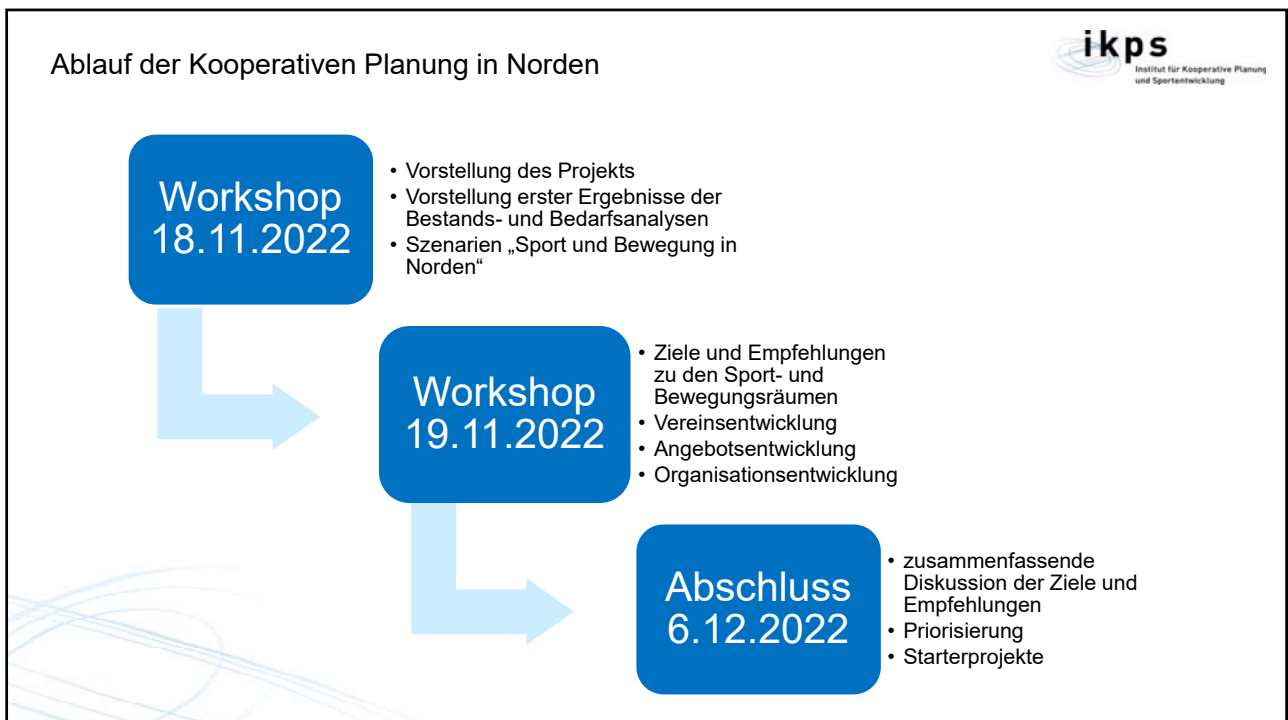 Ablauf der Kooperativen Planung in Norden
ikps
Institut für Kooperative Planung
und Sportentwicklung
Workshop
18.11.2022
• Vorstellung des Projekts
• Vorstellung erster Ergebnisse der
Bestands- und Bedarfsanalysen
• Szenarien „Sport und Bewegung in
Norden“
Workshop
19.11.2022
• Ziele und Empfehlungen
zu den Sport- und
Bewegungsräumen
• Vereinsentwicklung
• Angebotsentwicklung
• Organisationsentwicklung
Abschluss
6.12.2022
• zusammenfassende
Diskussion der Ziele und
Empfehlungen
• Priorisierung
• Starterprojekte